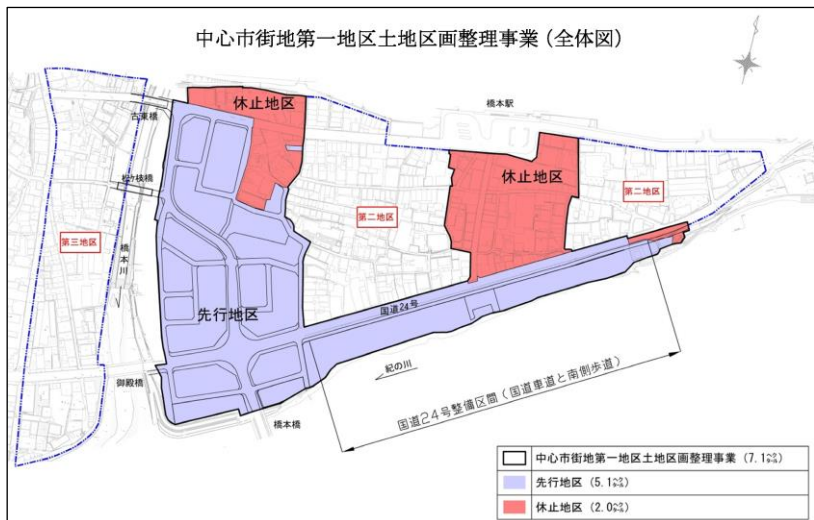 中心市街地第一地区土地区画整理事業（全体図）
橋本駅
休止地区
古東橋
松ヶ枝橋
休止地区
第二地区
第二地区
第三地区
橋本川
国道24号
先行地区
紀の川
御殿橋
国道２４号整備区間（国道車道と南側歩道）
橋本橋
中心市街地第一地区土地区画整理事業（7.1㌶）
先行地区（5.1㌶）
休止地区（2.0㌶）